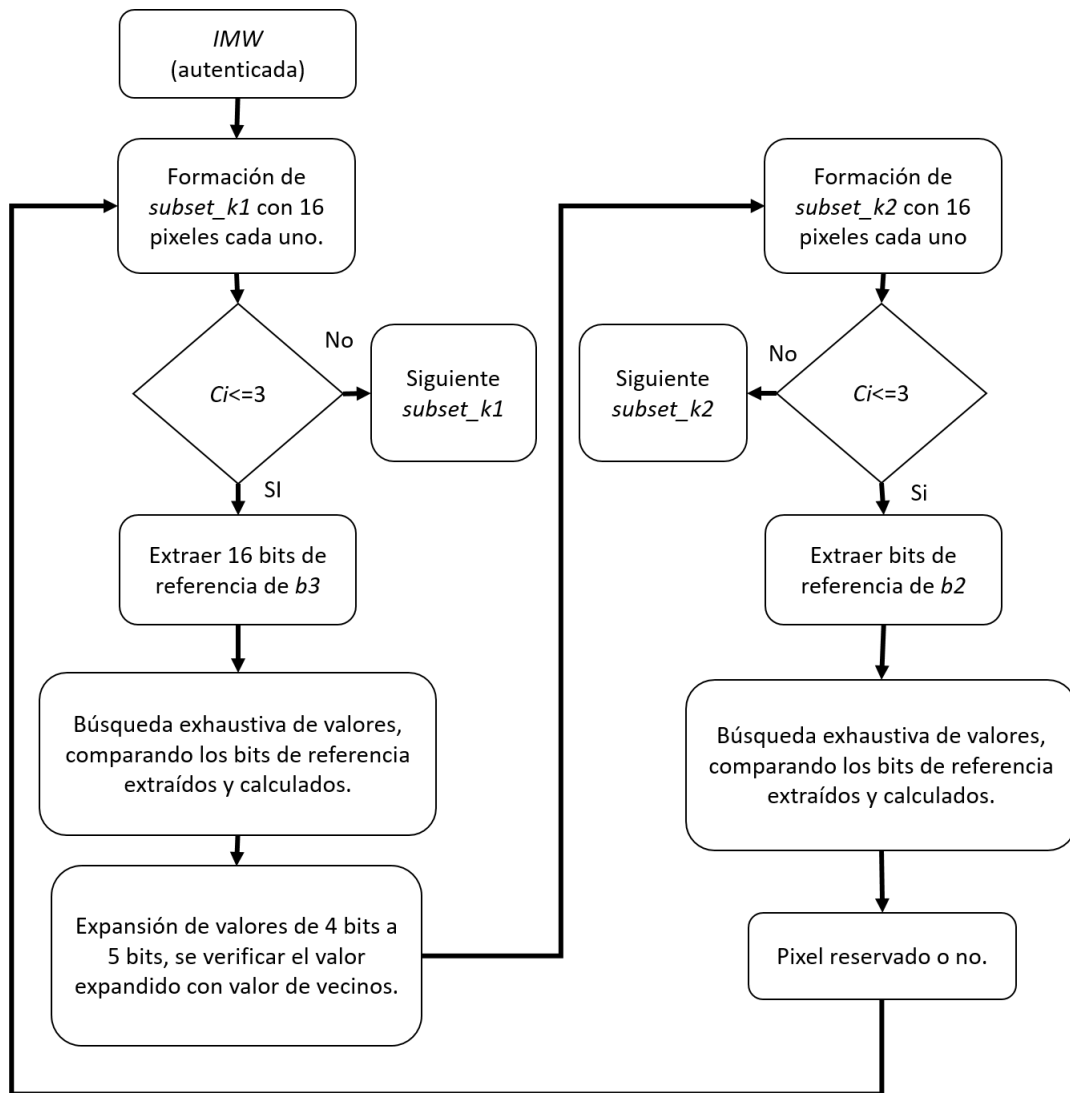 IMW
(autenticada)
Formación de
subset_k1 con 16
pixeles cada uno.
Ci<=3
No
Siguiente
subset_k1
SI
Extraer 16 bits de
referencia de b3
Búsqueda exhaustiva de valores,
comparando los bits de referencia
extraídos y calculados.
Expansión de valores de 4 bits a
5 bits, se verificar el valor
expandido con valor de vecinos.
Formación de
subset_k2 con 16
pixeles cada uno
Ci<=3
No
Siguiente
subset_k2
Si
Extraer bits de
referencia de b2
Búsqueda exhaustiva de valores,
comparando los bits de referencia
extraídos y calculados.
Pixel reservado o no.